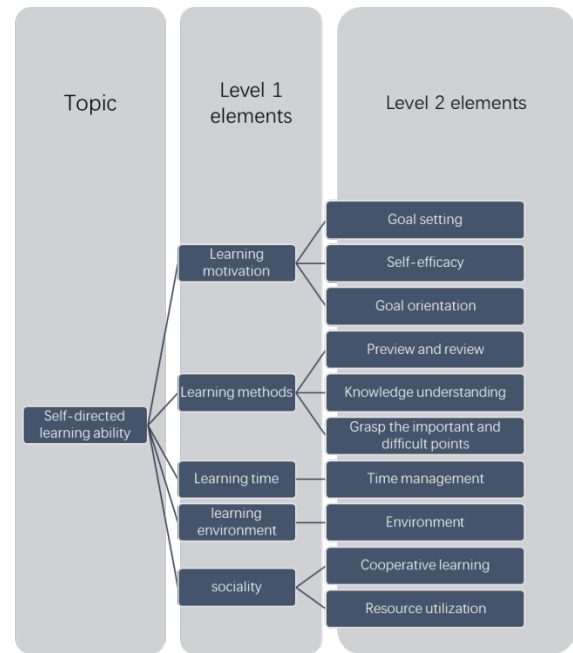 Topic
Level 1
elements
Level 2 elements
Self-directed
learning ability
Learning
motivation
Goal setting
Self-efficacy
Goal orientation
Learning methods
Preview and review
Knowledge understanding
Grasp the important and
difficult points
Learning time
Time management
learning
environment
Environment
sociality
Cooperative learning
Resource utilization